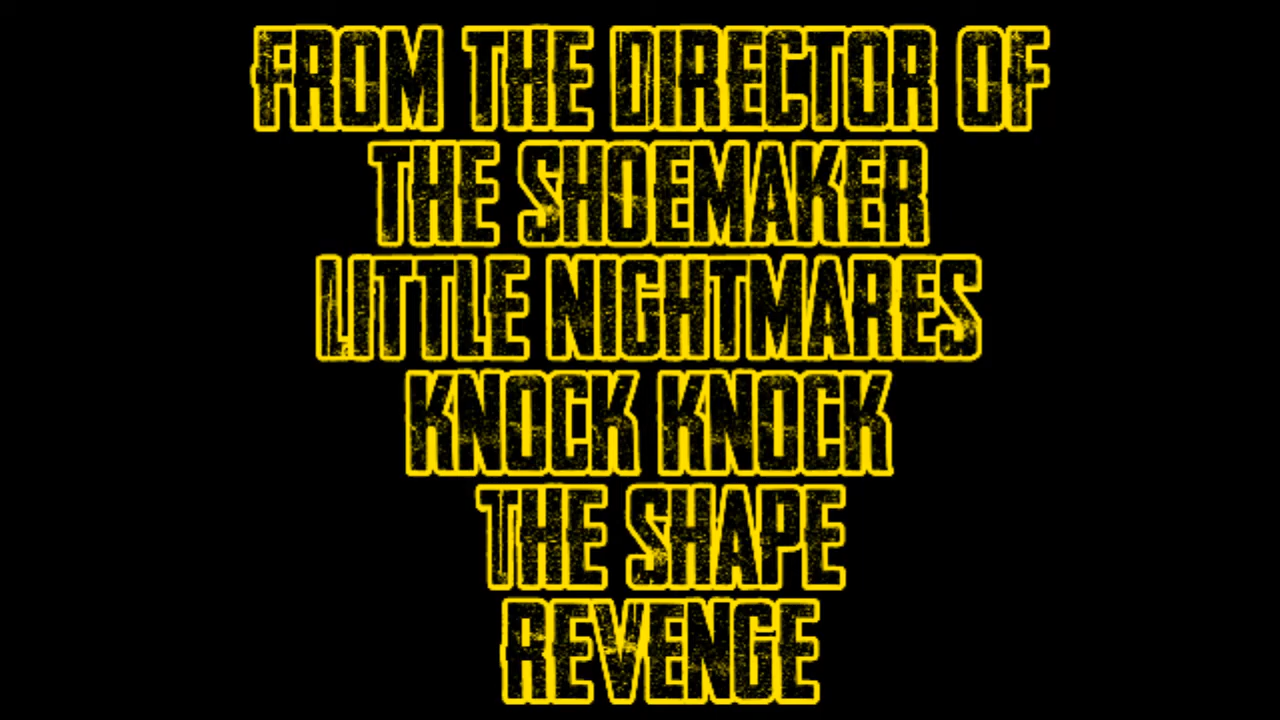 FROM THE DIRECTOR OF
THE SHOEMAKER
LITTLE NIGHTMARES
KNOCK KNOCK
THE SHAPE
REVENGE